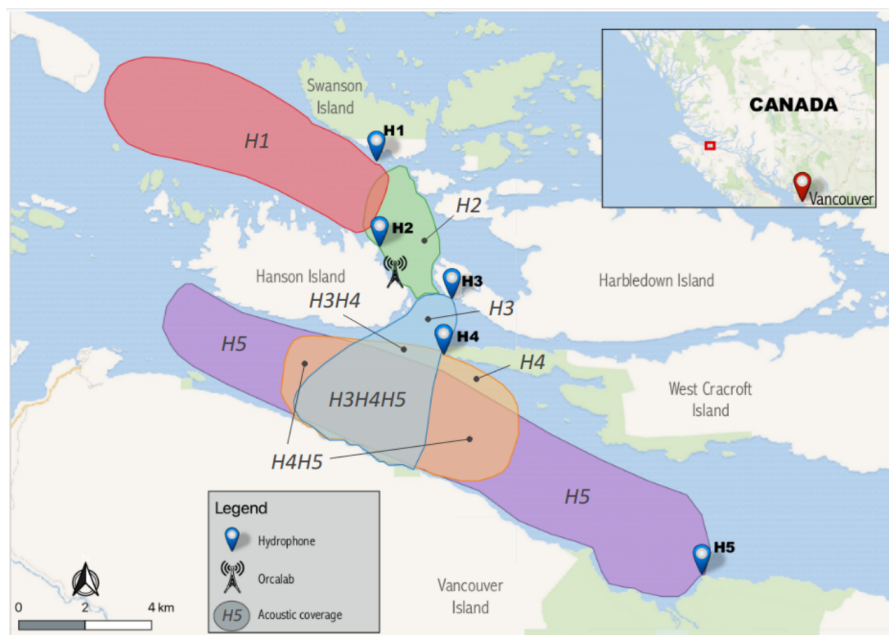 Swanson
Island
H1
H1
CANADA
Vancouver
H2
H2
Hanson Island
H3
Harbledown Island
H3H4
H3
H4
H5
H4
West Cracroft
Island
H3H4H5
H4H5
H5
Legend
Hydrophone
Orcalab
H5 Acoustic coverage
H5
Vancouver
Island
0 2 4 km